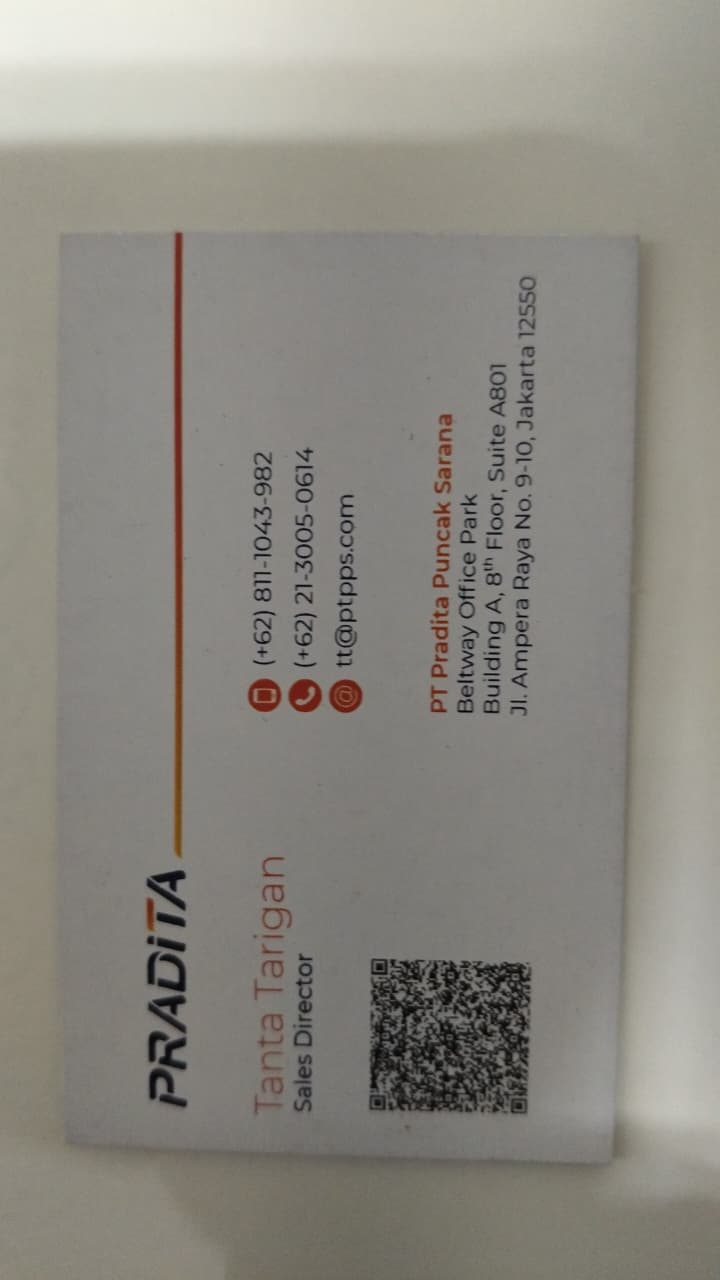 PRADiTA
Tanta Tarigan
Sales Director
(+62) 811-1043-982
(+62) 21-3005-0614
@ tt@ptpps.com
PT Pradita Puncak Sarana
Beltway Office Park
Building A, 8th Floor, Suite A801
Jl. Ampera Raya No. 9-10, Jakarta 12550